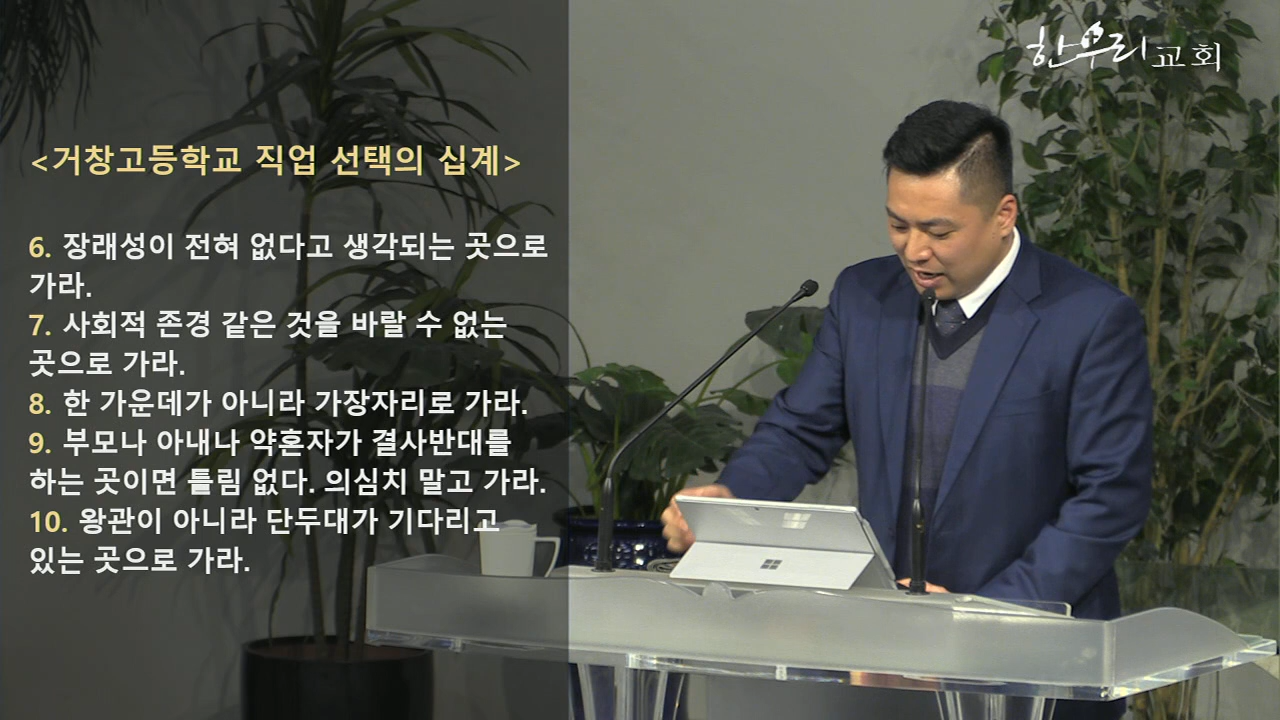 한우리교회
<거창고등학교 직업 선택의 십계>
6. 장래성이 전혀 없다고 생각되는 곳으로
가라.
7. 사회적 존경 같은 것을 바랄 수 없는
곳으로 가라.
8. 한 가운데가 아니라 가장자리로 가라.
9. 부모나 아내나 약혼자가 결사반대를
하는 곳이면 틀림 없다. 의심치 말고 가라.
10. 왕관이 아니라 단두대가 기다리고
있는 곳으로 가라.